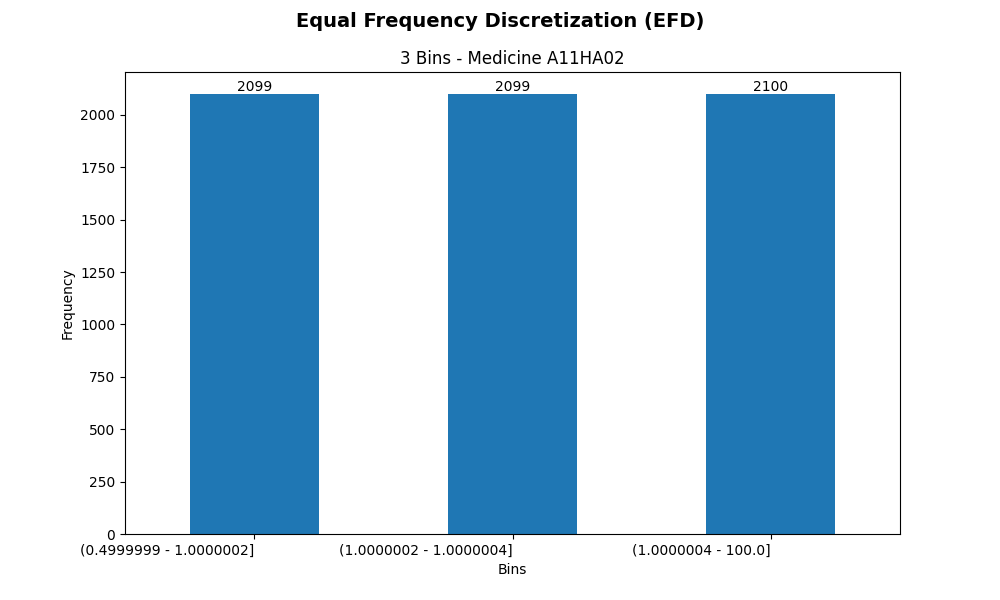 Equal Frequency Discretization (EFD)
3 Bins - Medicine A11HA02
2099 2099 2100
2000
1750
1500
1250
1000
750
500
250
0
Frequency
(0.4999999 - 1.0000002] (1.0000002 - 1.0000004] (1.0000004 - 100.0]
Bins